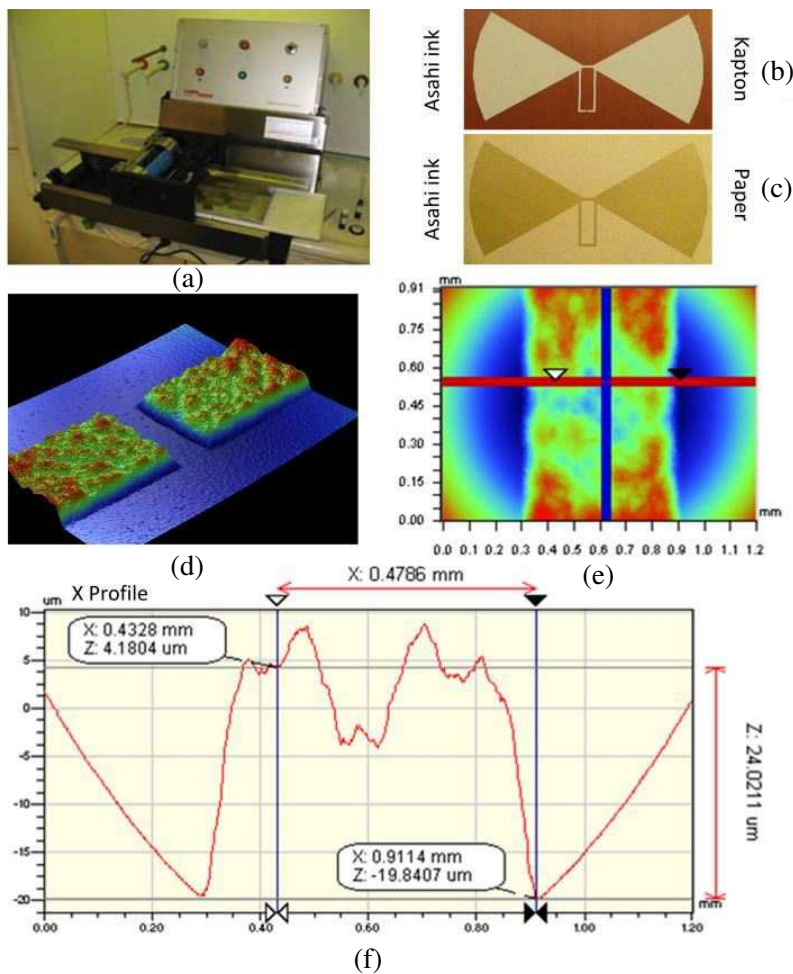 (a)
Asahi ink
Kapton
(b)
Asahi ink
Paper
(c)
(d)
mm
0.91
0.75
0.60
0.45
0.30
0.15
0.00
mm
0.0 0.1 0.2 0.3 0.4 0.5 0.6 0.7 0.8 0.9 1.0 1.1 1.2
(e)
X: 0.4786 mm
um X Profile
10
5
0
-5
-10
-15
-20
X: 0.4328 mm
Z: 4.1804 um
X: 0.9114 mm
Z: -19.8407 um
Z: 24.0211 um
mm
0.00 0.20 0.40 0.60 0.80 1.00 1.20
(f)